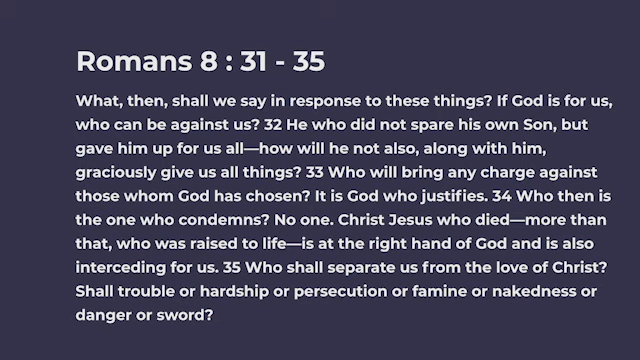 Romans 8 : 31 - 35
What, then, shall we say in response to these things? If God is for us,
who can be against us? 32 He who did not spare his own Son, but
gave him up for us all—how will he not also, along with him,
graciously give us all things? 33 Who will bring any charge against
those whom God has chosen? It is God who justifies. 34 Who then is
the one who condemns? No one. Christ Jesus who died—more than
that, who was raised to life—is at the right hand of God and is also
interceding for us. 35 Who shall separate us from the love of Christ?
Shall trouble or hardship or persecution or famine or nakedness or
danger or sword?